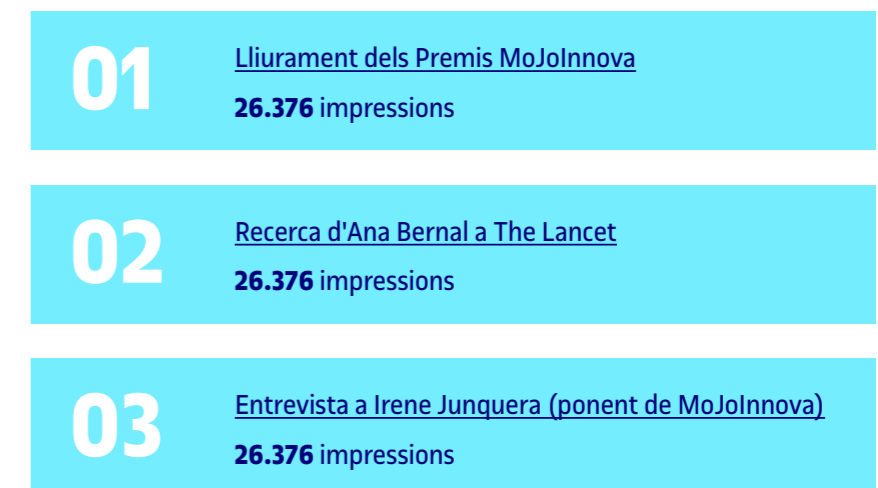 01
Lliurament dels Premis MoJoInnova
26.376 impressions
02
Recerca d'Ana Bernal a The Lancet
26.376 impressions
03
Entrevista a Irene Junquera (ponent de MoJoInnova)
26.376 impressions